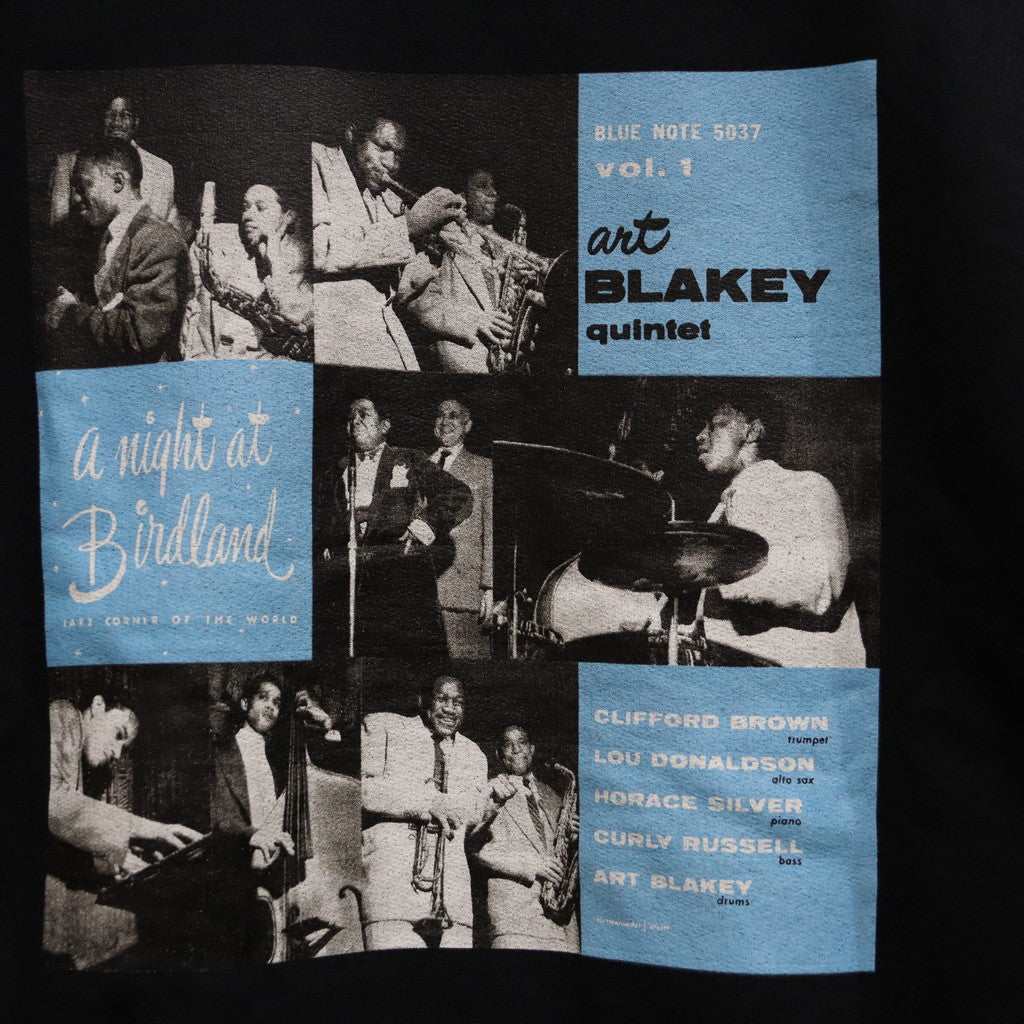 BLUE NOTE 5037
vol. 1
art
BLAKEY
quintet
a night at
Birdland
JAZZ CORNER OF THE WORLD
CLIFFORD BROWN
trumpet
LOU DONALDSON
alto sax
HORACE SILVER
piano
CURLY RUSSELL
bass
ART BLAKEY
drums